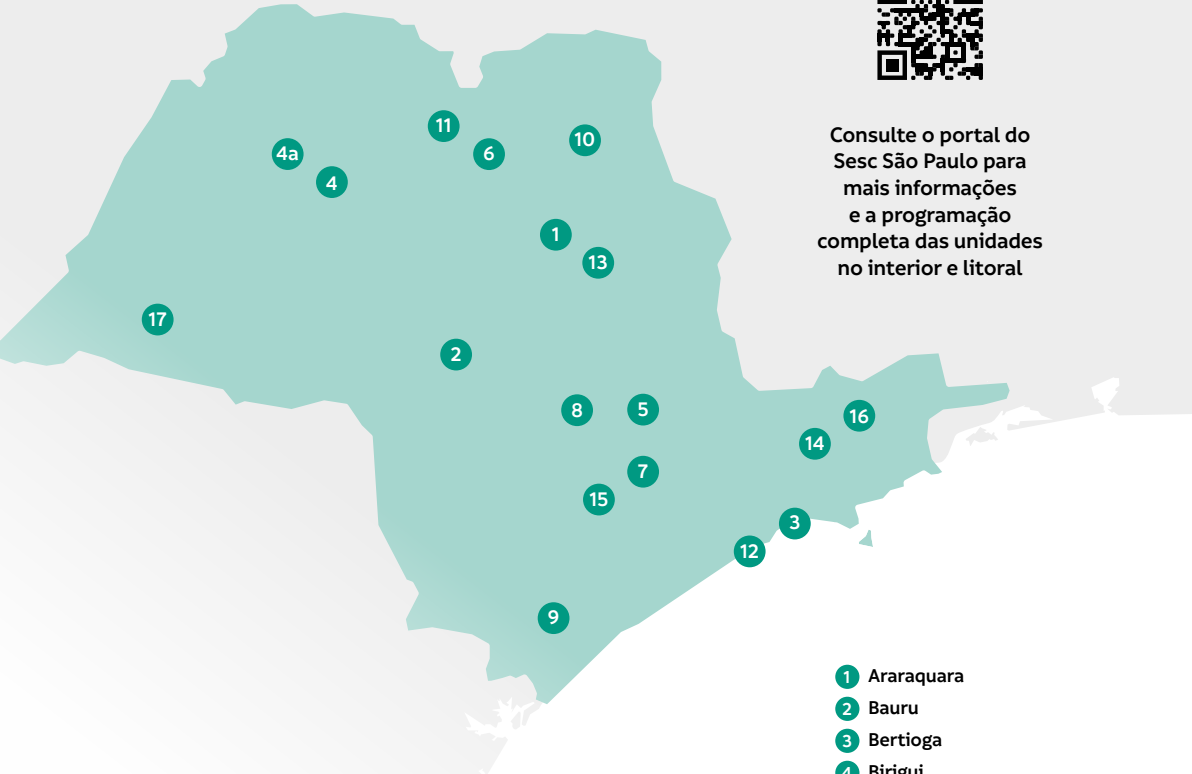 Consulte o portal do
Sesc São Paulo para
mais informações
e a programação
completa das unidades
no interior e litoral
11
4a
6
10
4
1
13
17
2
8
5
16
14
7
15
3
12
9
1 Araraquara
2 Bauru
3 Bertioga
4 Birigui